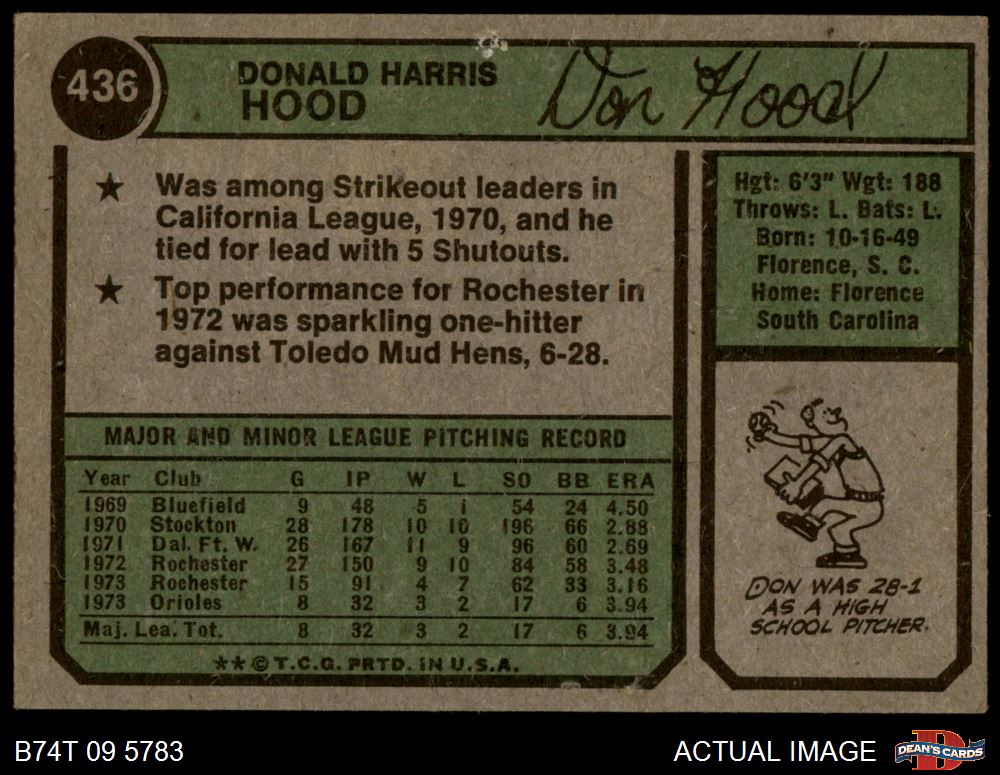 436
DONALD HARRIS
HOOD
Don Hood
★ Was among Strikeout leaders in
California League, 1970, and he
tied for lead with 5 Shutouts.
★ Top performance for Rochester in
1972 was sparkling one-hitter
against Toledo Mud Hens, 6-28.
Hgt: 6'3" Wgt: 188
Throws: L. Bats: L.
Born: 10-16-49
Florence, S. C.
Home: Florence
South Carolina
MAJOR AND MINOR LEAGUE PITCHING RECORD
Year Club G IP W L SO BB ERA
1969 Bluefield 9 48 5 1 54 24 4.50
1970 Stockton 28 178 10 10 196 66 2.88
1971 Dal. Ft. W. 26 167 11 9 96 60 2.69
1972 Rochester 27 150 9 10 84 58 3.48
1973 Rochester 15 91 4 7 62 33 3.16
1973 Orioles 8 32 3 2 17 6 3.94
Maj. Lea. Tot. 8 32 3 2 17 6 3.94
★★©T.C.G. PRTD. IN U.S.A.
DON WAS 28-1
AS A HIGH
SCHOOL PITCHER.
B74T 09 5783
ACTUAL IMAGE
DEAN'S CARDS